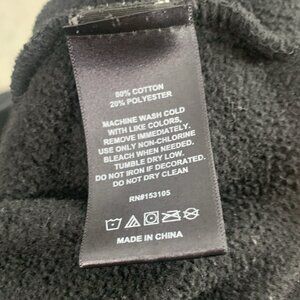 80% COTTON
20% POLYESTER
MACHINE WASH COLD
WITH LIKE COLORS,
REMOVE IMMEDIATELY.
USE ONLY NON-CHLORINE
BLEACH WHEN NEEDED.
TUMBLE DRY LOW.
DO NOT IRON IF DECORATED.
DO NOT DRY CLEAN
RN#153105
MADE IN CHINA